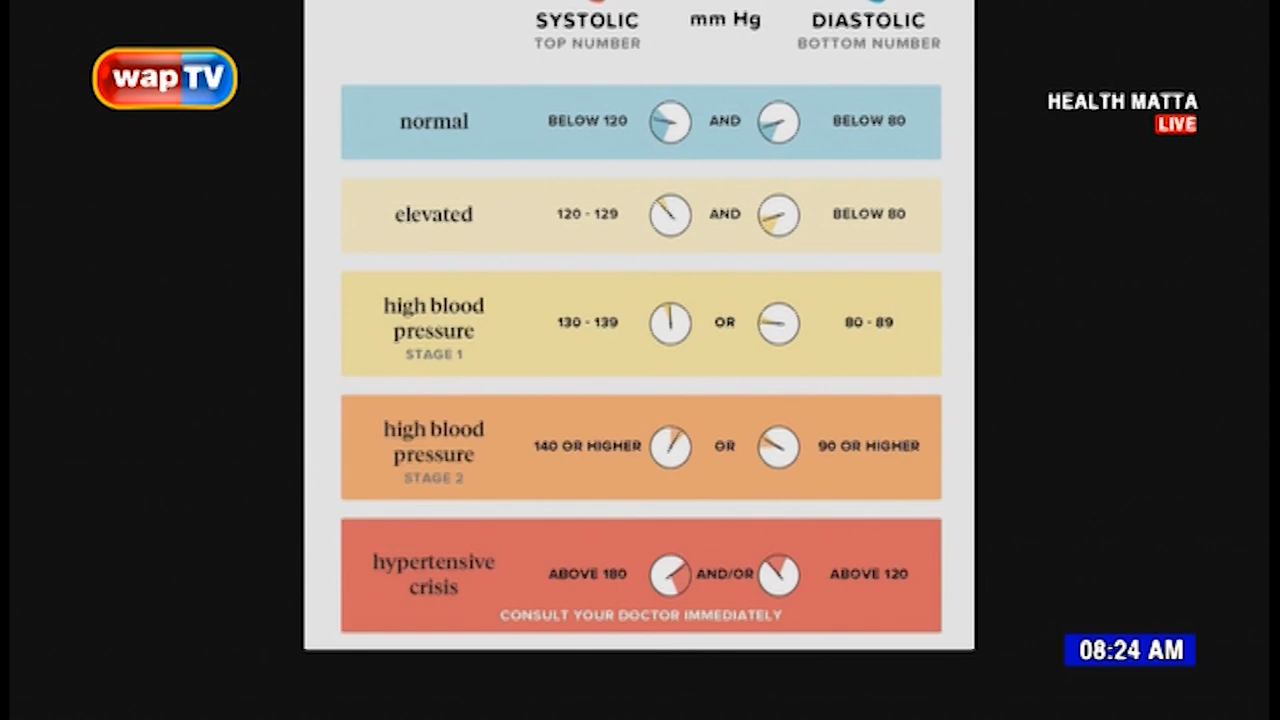 SYSTOLIC mm Hg DIASTOLIC
TOP NUMBER BOTTOM NUMBER
wap TV
HEALTH MATTA
LIVE
normal BELOW 120 AND BELOW 80
elevated 120 - 129 AND BELOW 80
high blood
pressure 130 - 139 OR 80 - 89
STAGE 1
high blood
pressure 140 OR HIGHER OR 90 OR HIGHER
STAGE 2
hypertensive
crisis ABOVE 180 AND/OR ABOVE 120
CONSULT YOUR DOCTOR IMMEDIATELY
08:24 AM